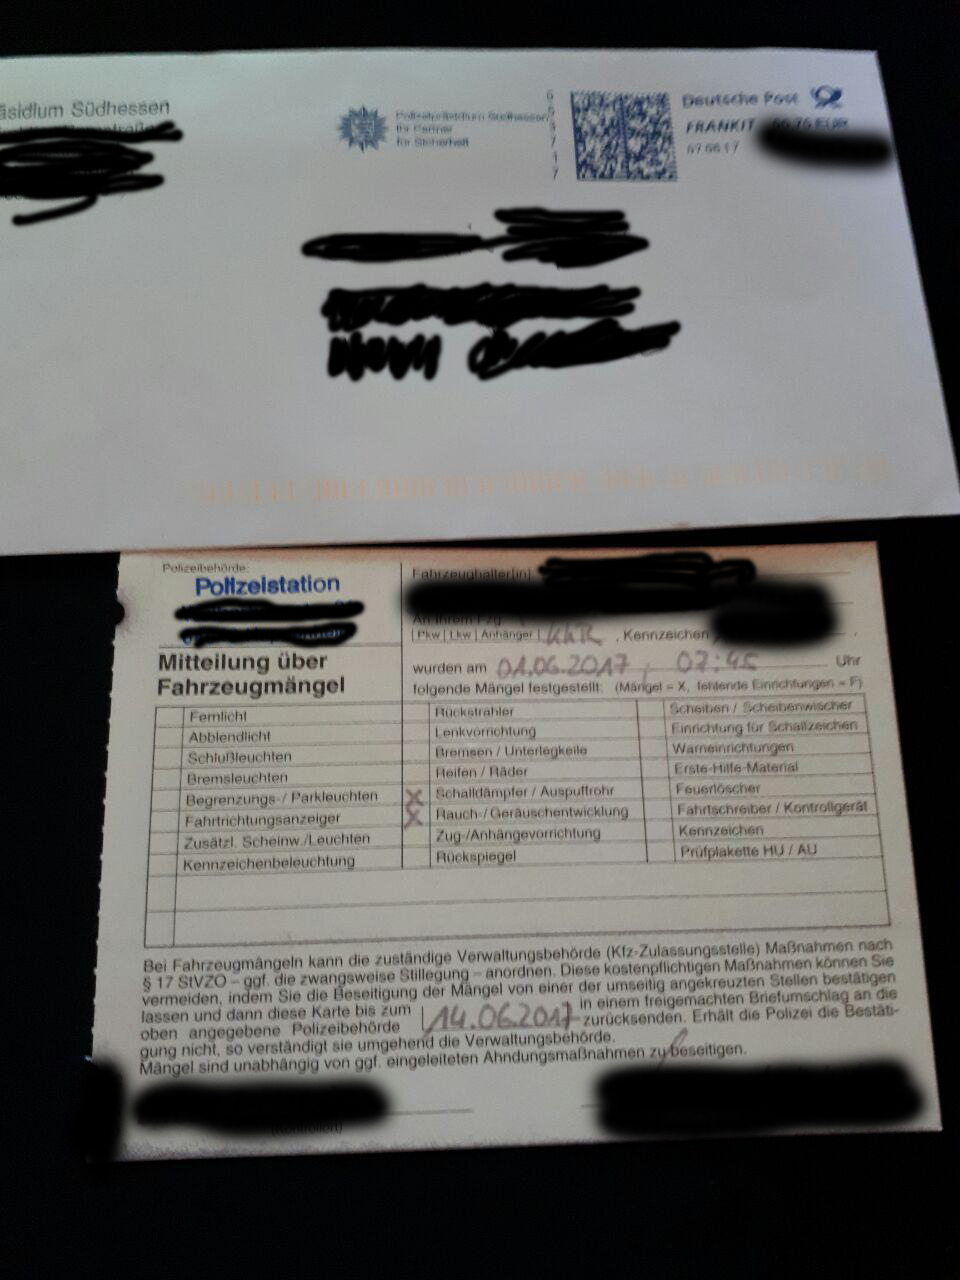 äsidium Südhessen
Polizeipräsidium Südhessen
Ihr Partner
für Sicherheit
Deutsche Post
FRANKIT
Polizeibehörde:
Polizeistation
Mitteilung über
Fahrzeugmängel
Fahrzeughalter[in]
An Ihrem Fzg
Pkw | Lkw | Anhänger | KKR , Kennzeichen
wurden am 01.06.2017, 07:45 Uhr
folgende Mängel festgestellt: (Mängel = X, fehlende Einrichtungen = F)
Fernlicht
Abblendlicht
Schlußleuchten
Bremsleuchten
Begrenzungs-/ Parkleuchten
Fahrtrichtungsanzeiger
Zusätzl. Scheinw./Leuchten
Kennzeichenbeleuchtung
Rückstrahler
Lenkvorrichtung
Bremsen / Unterlegkeile
Reifen / Räder
X Schalldämpfer / Auspuffrohr
X Rauch-/Geräuschentwicklung
Zug-/Anhängevorrichtung
Rückspiegel
Scheiben / Scheibenwischer
Einrichtung für Schallzeichen
Warneinrichtungen
Erste-Hilfe-Material
Feuerlöscher
Fahrtschreiber / Kontrollgerät
Kennzeichen
Prüfplakette HU / AU
Bei Fahrzeugmängeln kann die zuständige Verwaltungsbehörde (Kfz-Zulassungsstelle) Maßnahmen nach
§ 17 StVZO – ggf. die zwangsweise Stillegung – anordnen. Diese kostenpflichtigen Maßnahmen können Sie
vermeiden, indem Sie die Beseitigung der Mängel von einer der umseitig angekreuzten Stellen bestätigen
lassen und dann diese Karte bis zum 14.06.2017 in einem freigemachten Briefumschlag an die
oben angegebene Polizeibehörde zurücksenden. Erhält die Polizei die Bestäti-
gung nicht, so verständigt sie umgehend die Verwaltungsbehörde.
Mängel sind unabhängig von ggf. eingeleiteten Ahndungsmaßnahmen zu beseitigen.